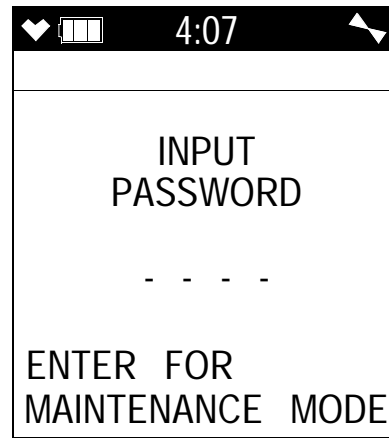 4:07
INPUT
PASSWORD
- - - -
ENTER FOR
MAINTENANCE MODE